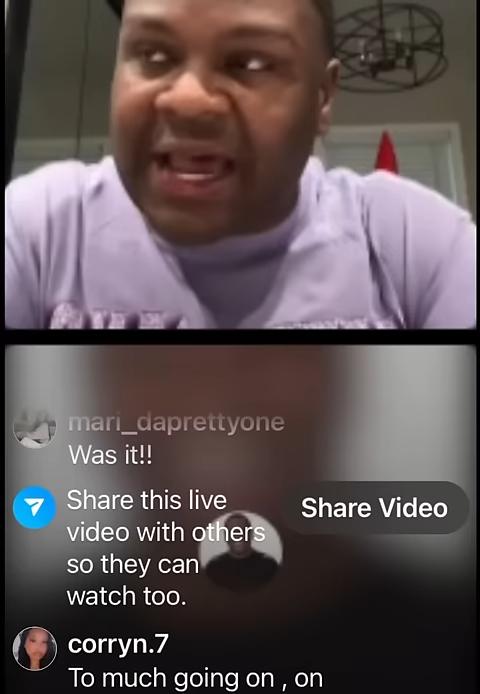 mari_daprettyone
Was it!!
Share this live
video with others
so they can
watch too.
Share Video
corryn.7
To much going on , on